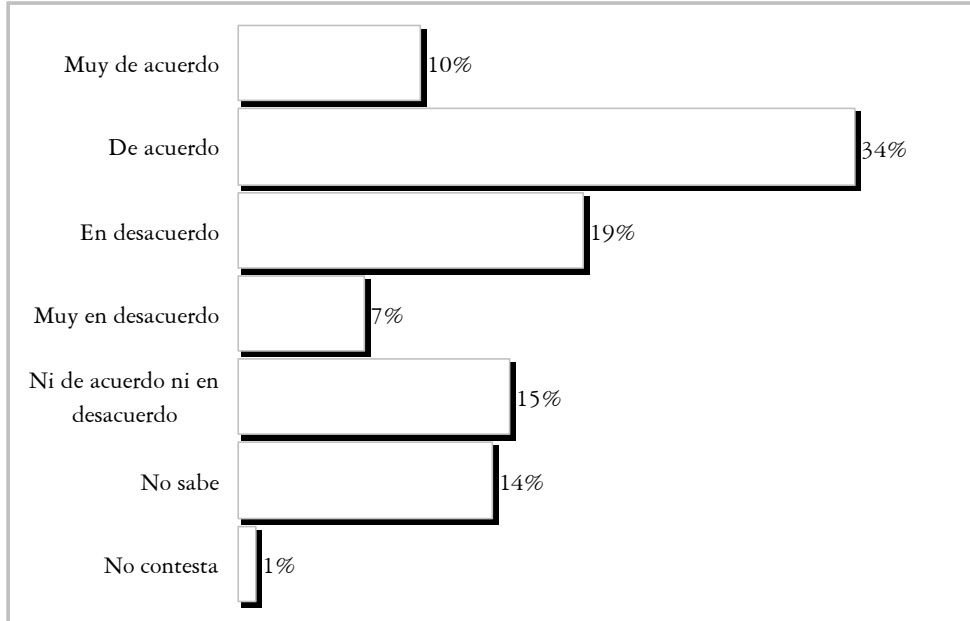 Muy de acuerdo 10%
De acuerdo 34%
En desacuerdo 19%
Muy en desacuerdo 7%
Ni de acuerdo ni en
desacuerdo 15%
No sabe 14%
No contesta 1%